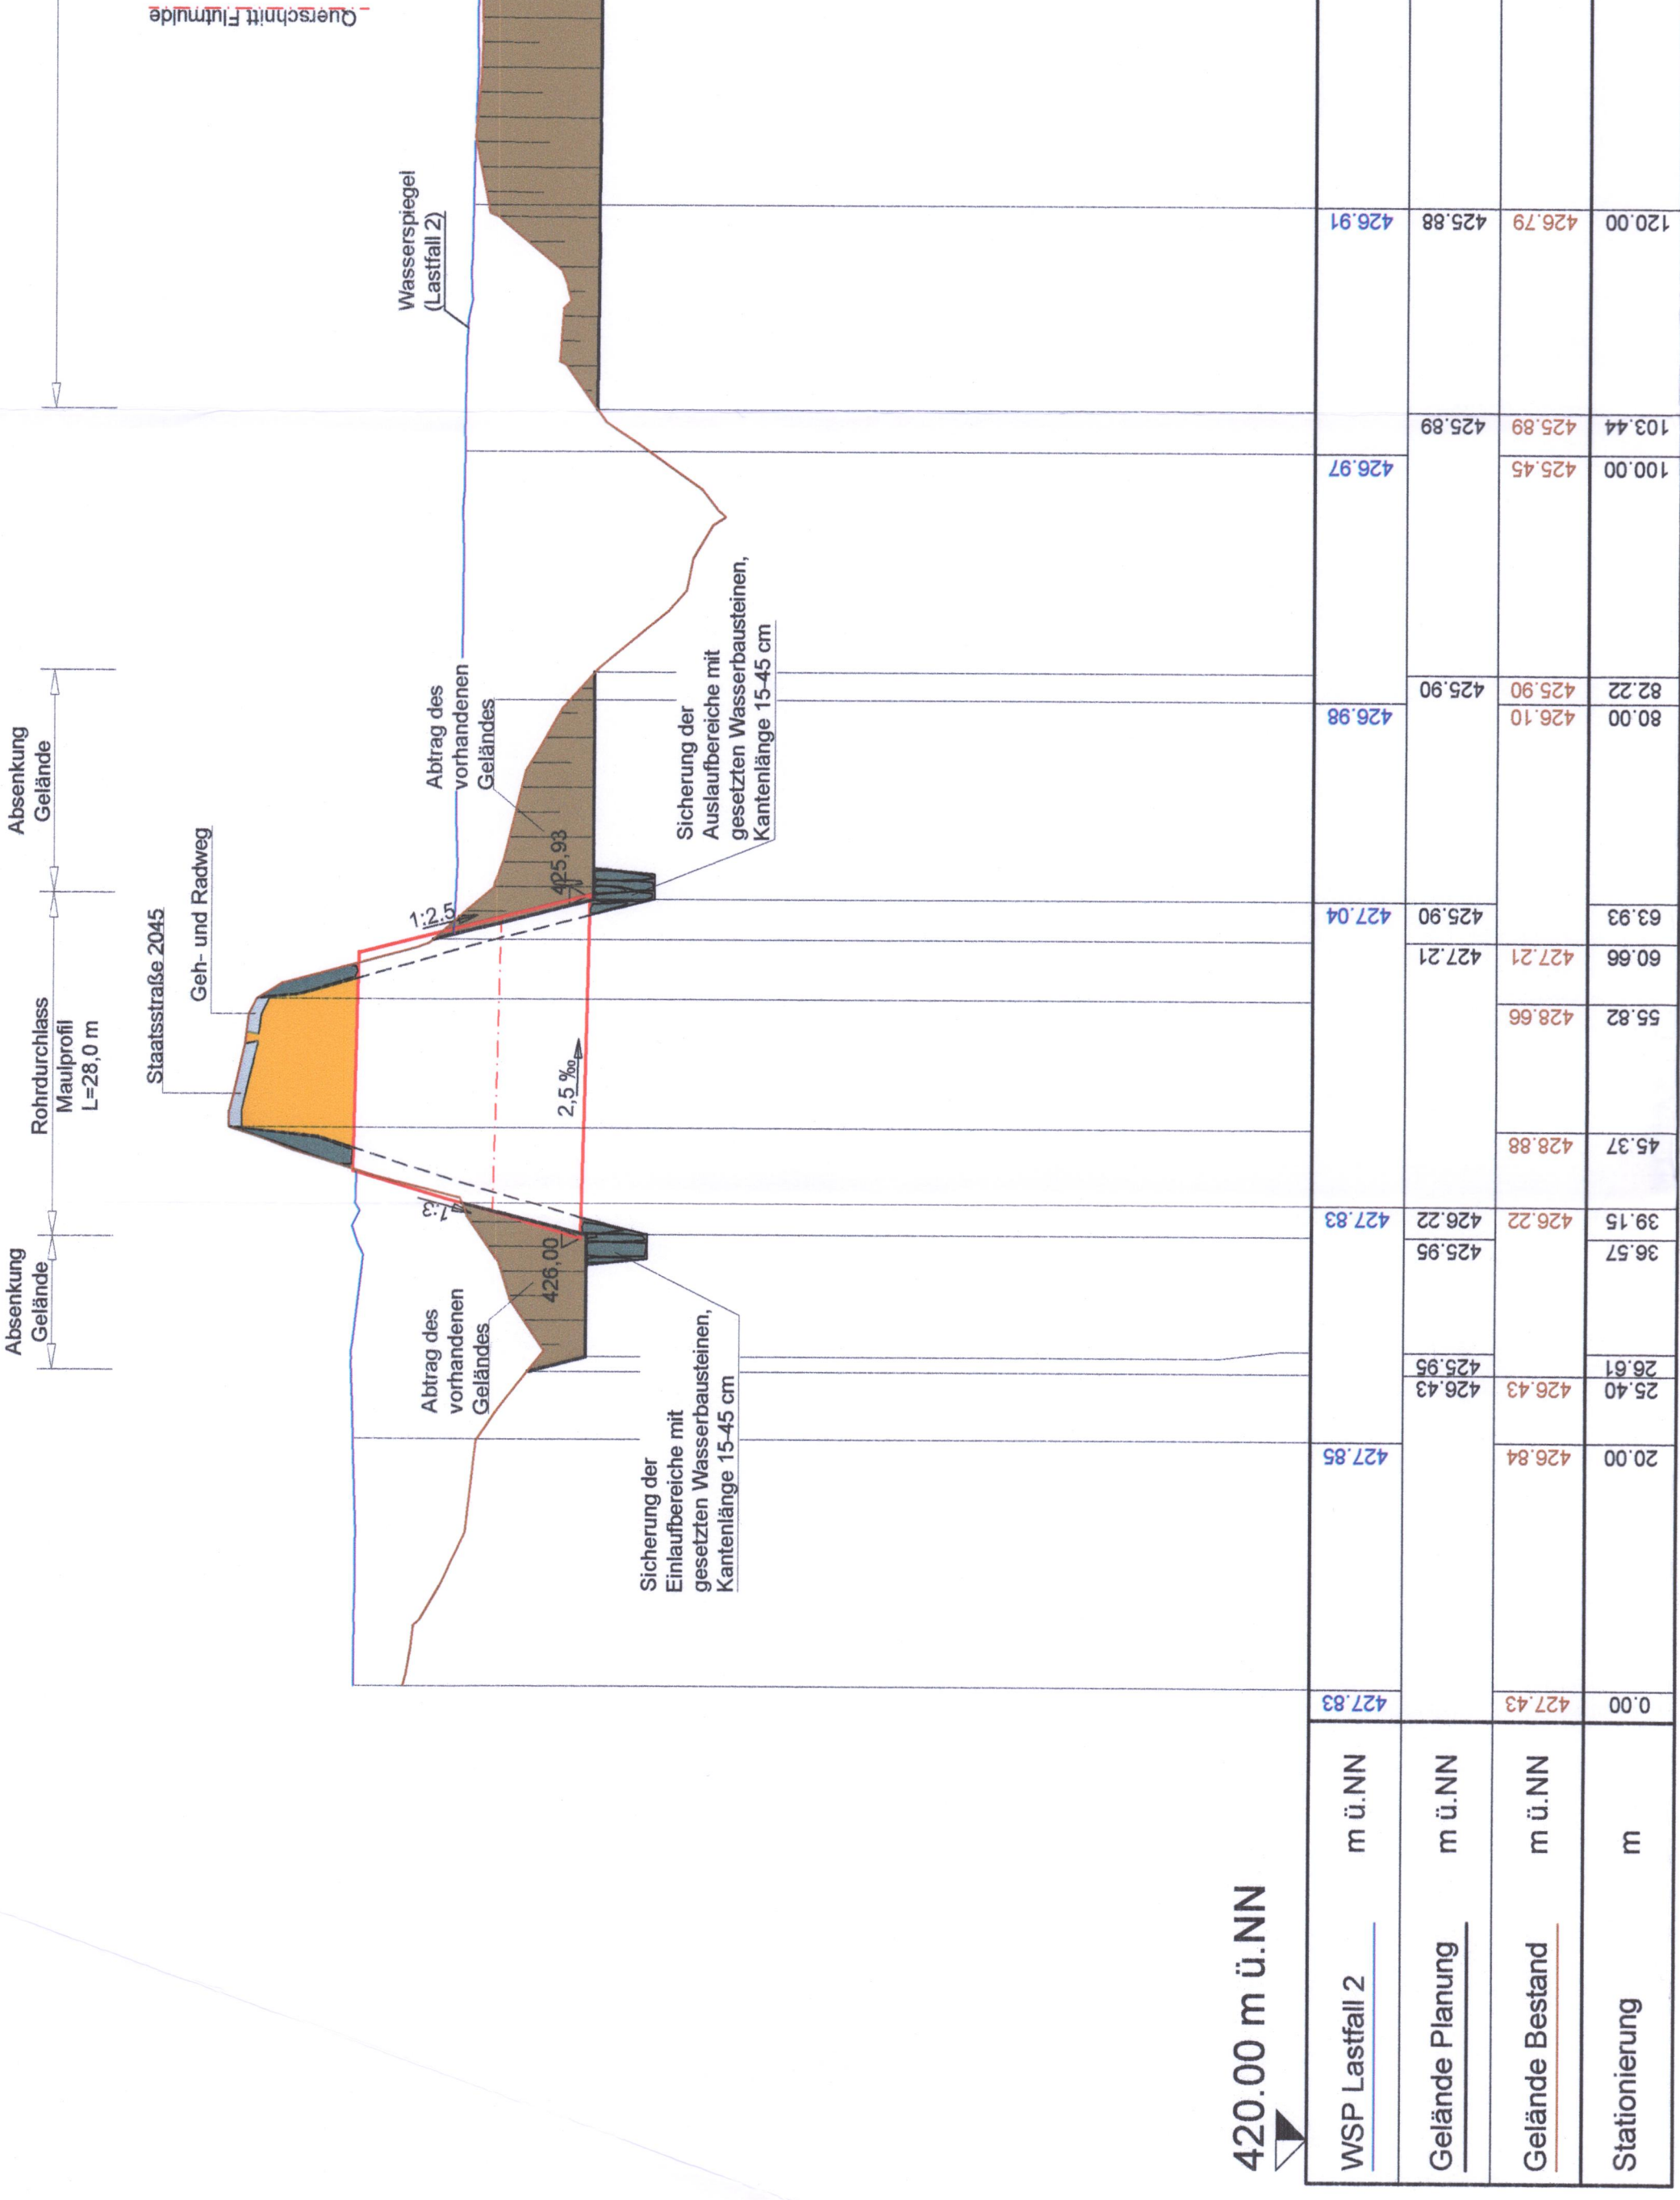 Querschnitt Flutmulde
Absenkung
Gelände
Rohrdurchlass
Maulprofil
L=28,0 m
Absenkung
Gelände
Staatsstraße 2045
Geh- und Radweg
Wasserspiegel
(Lastfall 2)
1:3
1:2.5
Abtrag des
vorhandenen
Geländes
Abtrag des
vorhandenen
Geländes
426,00
2,5 ‰
425,93
Sicherung der
Einlaufbereiche mit
gesetzten Wasserbausteinen,
Kantenlänge 15-45 cm
Sicherung der
Auslaufbereiche mit
gesetzten Wasserbausteinen,
Kantenlänge 15-45 cm
420.00 m ü.NN
WSP Lastfall 2 m ü.NN 427.83 427.85 427.83 427.04 426.98 426.97 426.91
Gelände Planung m ü.NN 426.43 425.95 425.95 426.22 427.21 425.90 425.90 425.89 425.88
Gelände Bestand m ü.NN 427.43 426.84 426.43 426.22 428.88 428.66 427.21 426.10 425.90 425.45 425.89 426.79
Stationierung m 0.00 20.00 25.40 26.61 36.57 39.15 45.37 55.82 60.66 63.93 80.00 82.22 100.00 103.44 120.00